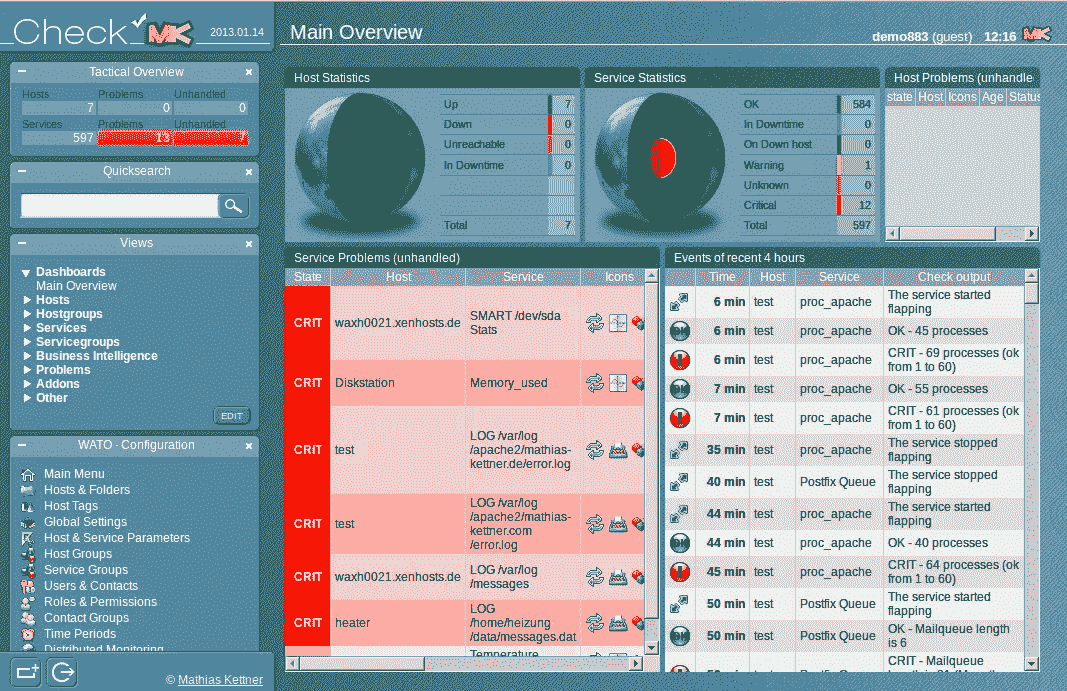 Check MK 2013.01.14
Main Overview
demo883 (guest) 12:16 MK
Tactical Overview
Hosts Problems Unhandled
7 0 0
Services Problems Unhandled
597 13 7
Quicksearch
Views
Dashboards
Main Overview
Hosts
Hostgroups
Services
Servicegroups
Business Intelligence
Problems
Addons
Other
EDIT
WATO - Configuration
Main Menu
Hosts & Folders
Host Tags
Global Settings
Host & Service Parameters
Host Groups
Service Groups
Users & Contacts
Roles & Permissions
Contact Groups
Time Periods
Distributed Monitoring
© Mathias Kettner
Host Statistics
Up 7
Down 0
Unreachable 0
In Downtime 0
Total 7
Service Statistics
OK 584
In Downtime 0
On Down host 0
Warning 1
Unknown 0
Critical 12
Total 597
Host Problems (unhandle
state Host Icons Age Status
Service Problems (unhandled)
State Host Service Icons
CRIT waxh0021.xenhosts.de SMART /dev/sda
Stats
CRIT Diskstation Memory_used
CRIT test LOG /var/log
/apache2/mathias-
kettner.de/error.log
CRIT test LOG /var/log
/apache2/mathias-
kettner.com
/error.log
CRIT waxh0021.xenhosts.de LOG /var/log
/messages
CRIT heater LOG
/home/heizung
/data/messages.dat
Temperature
Events of recent 4 hours
Time Host Service Check output
6 min test proc_apache The service started
flapping
OK 6 min test proc_apache OK - 45 processes
6 min test proc_apache CRIT - 69 processes (ok
from 1 to 60)
OK 7 min test proc_apache OK - 55 processes
7 min test proc_apache CRIT - 61 processes (ok
from 1 to 60)
35 min test proc_apache The service stopped
flapping
40 min test Postfix Queue The service stopped
flapping
44 min test proc_apache The service started
flapping
OK 44 min test proc_apache OK - 40 processes
45 min test proc_apache CRIT - 64 processes (ok
from 1 to 60)
50 min test Postfix Queue The service started
flapping
OK 50 min test Postfix Queue OK - Mailqueue length
is 6
CRIT - Mailqueue